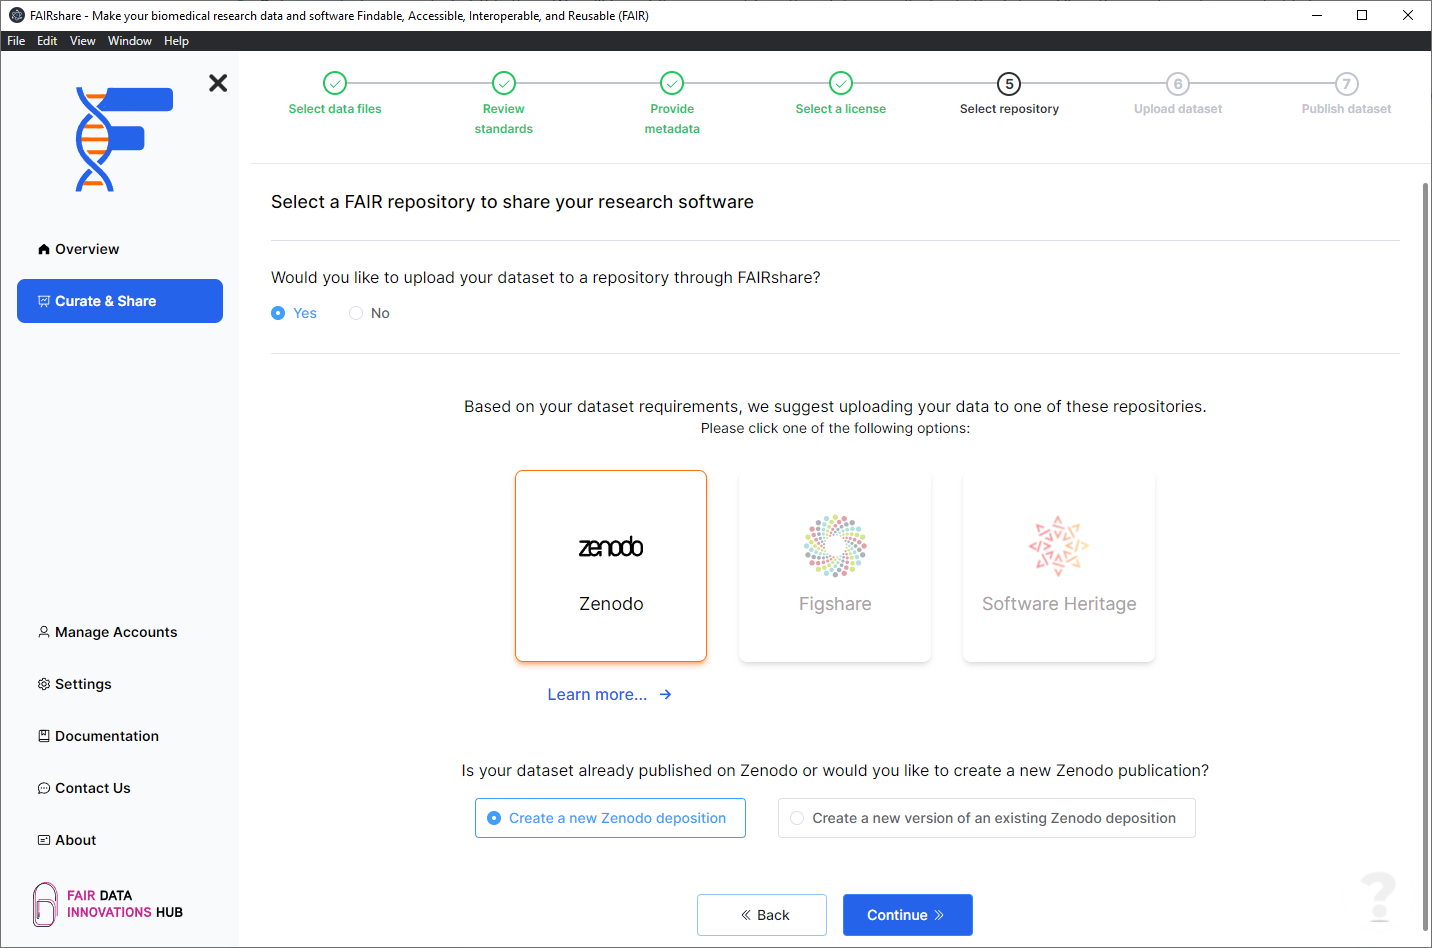 FAIRshare - Make your biomedical research data and software Findable, Accessible, Interoperable, and Reusable (FAIR)
File Edit View Window Help
Overview
Curate & Share
Manage Accounts
Settings
Documentation
Contact Us
About
FAIR DATA
INNOVATIONS HUB
Select data files
Review
standards
Provide
metadata
Select a license
5
Select repository
6
Upload dataset
7
Publish dataset
Select a FAIR repository to share your research software
Would you like to upload your dataset to a repository through FAIRshare?
Yes No
Based on your dataset requirements, we suggest uploading your data to one of these repositories.
Please click one of the following options:
zenodo
Zenodo
Figshare
Software Heritage
Learn more... →
Is your dataset already published on Zenodo or would you like to create a new Zenodo publication?
Create a new Zenodo deposition
Create a new version of an existing Zenodo deposition
« Back
Continue »
?